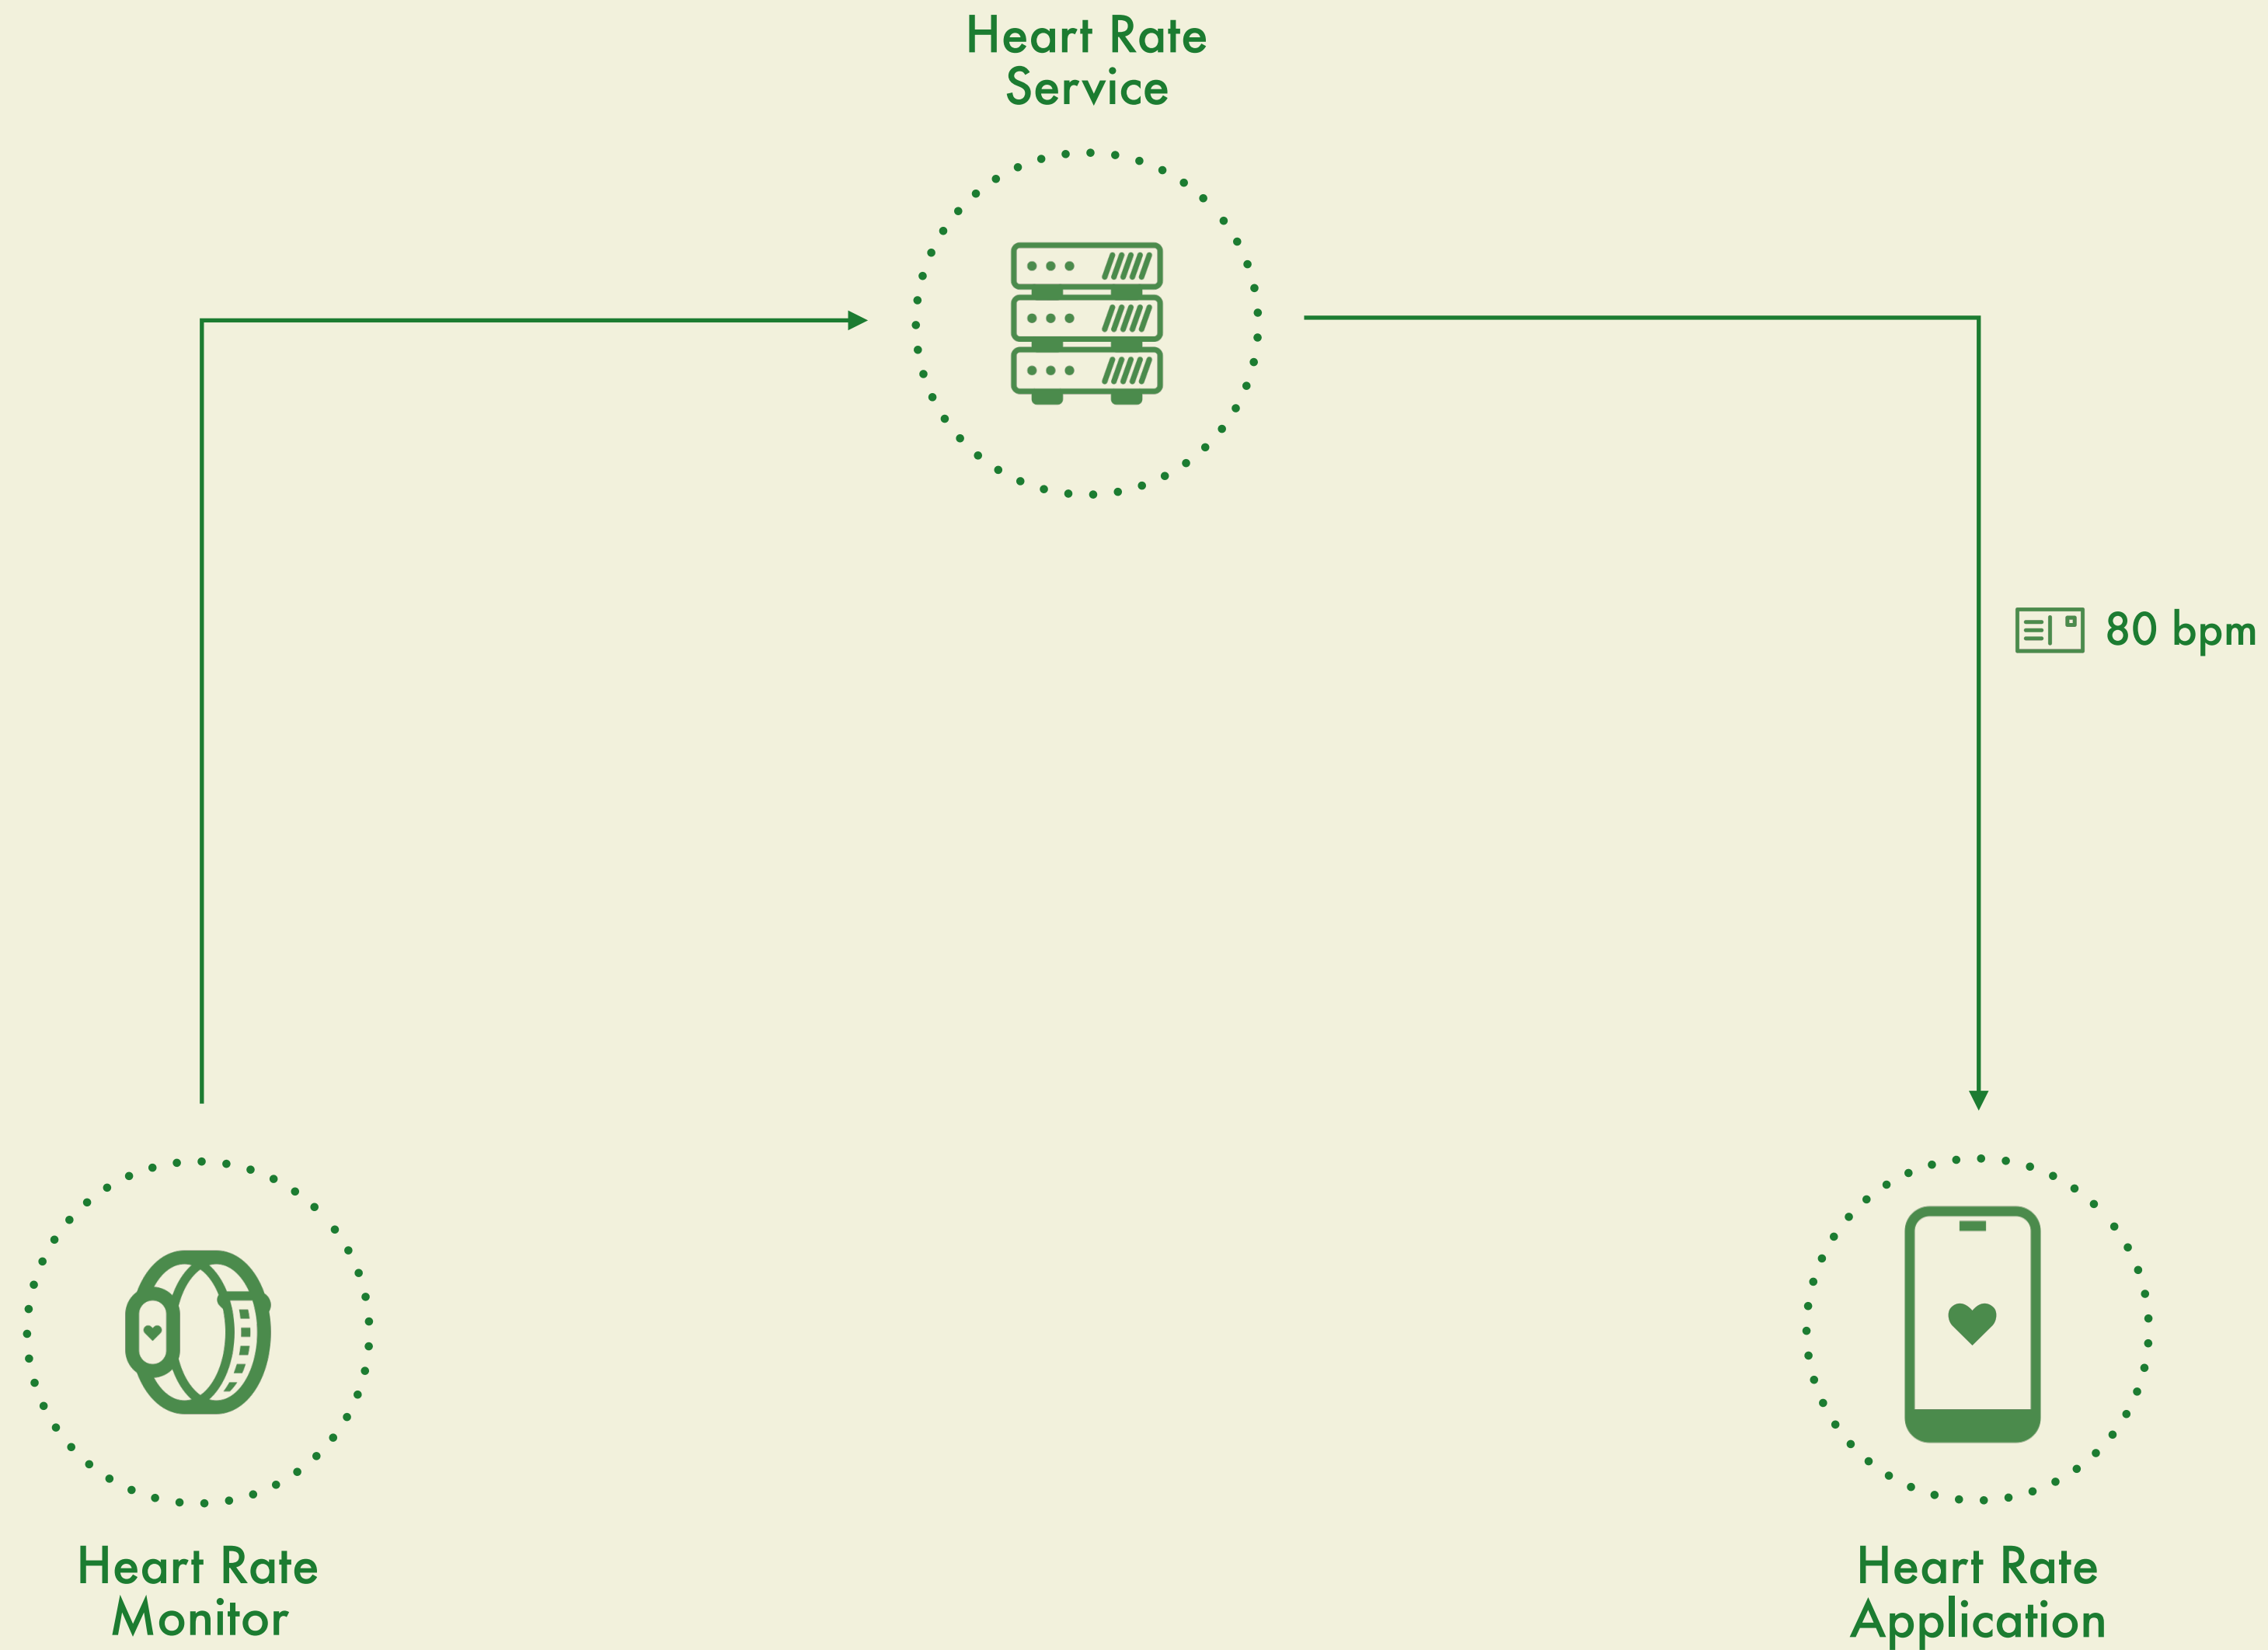 Heart Rate
Service
80 bpm
Heart Rate
Monitor
Heart Rate
Application